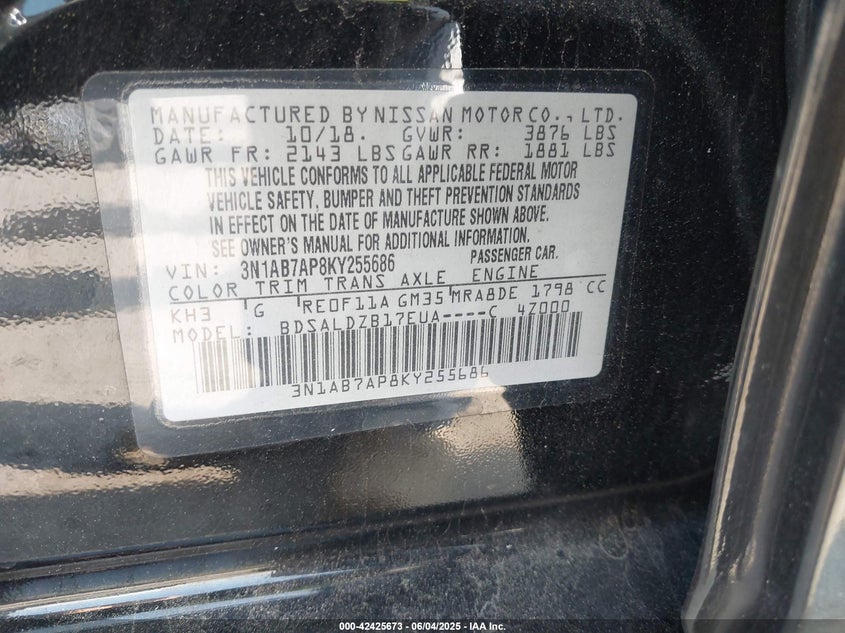 MANUFACTURED BY NISSAN MOTOR CO., LTD.
DATE: 10/18. GVWR: 3876 LBS
GAWR FR: 2143 LBS GAWR RR: 1881 LBS
THIS VEHICLE CONFORMS TO ALL APPLICABLE FEDERAL MOTOR
VEHICLE SAFETY, BUMPER AND THEFT PREVENTION STANDARDS
IN EFFECT ON THE DATE OF MANUFACTURE SHOWN ABOVE.
SEE OWNER'S MANUAL FOR ADDITIONAL INFORMATION.
VIN: 3N1AB7AP8KY255686 PASSENGER CAR.
COLOR TRIM TRANS AXLE ENGINE
KH3 G RE0F11A GM35 MRA8DE 1798 CC
MODEL: BDSALDZB17EUA----C 4Z000
3N1AB7AP8KY255686
000-42425673 | 06/04/2025 - IAA Inc.